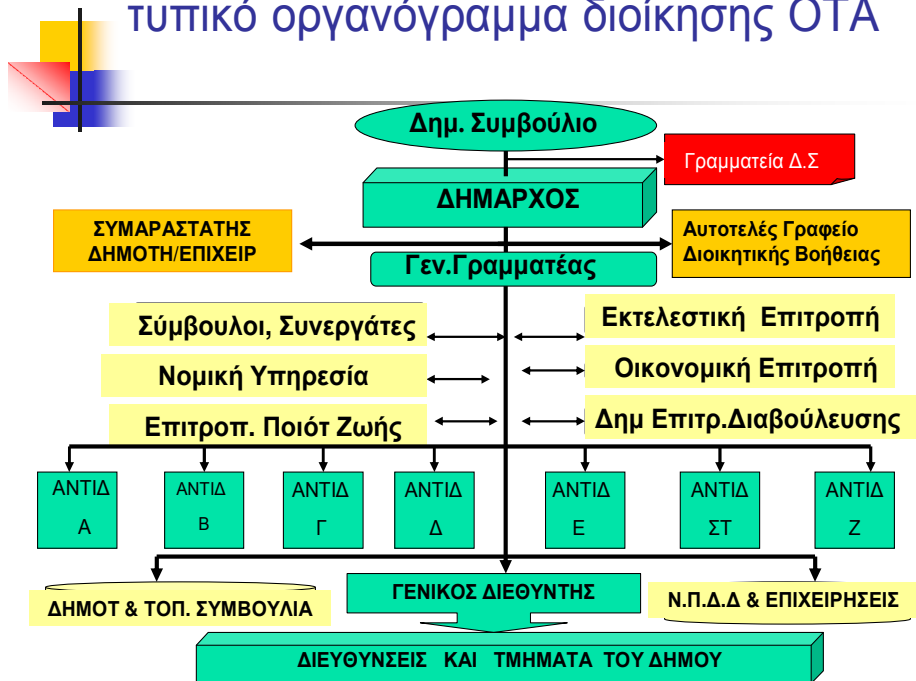 τυπικό οργανόγραμμα διοίκησης ΟΤΑ
Δημ. Συμβούλιο
Γραμματεία Δ.Σ
ΔΗΜΑΡΧΟΣ
ΣΥΜΑΡΑΣΤΑΤΗΣ
ΔΗΜΟΤΗ/ΕΠΙΧΕΙΡ
Αυτοτελές Γραφείο
Διοικητικής Βοήθειας
Γεν.Γραμματέας
Σύμβουλοι, Συνεργάτες
Εκτελεστική Επιτροπή
Νομική Υπηρεσία
Οικονομική Επιτροπή
Επιτροπ. Ποιότ Ζωής
Δημ Επιτρ.Διαβούλευσης
ΑΝΤΙΔ
Α
ΑΝΤΙΔ
Β
ΑΝΤΙΔ
Γ
ΑΝΤΙΔ
Δ
ΑΝΤΙΔ
Ε
ΑΝΤΙΔ
ΣΤ
ΑΝΤΙΔ
Ζ
ΔΗΜΟΤ & ΤΟΠ. ΣΥΜΒΟΥΛΙΑ
ΓΕΝΙΚΟΣ ΔΙΕΘΥΝΤΗΣ
Ν.Π.Δ.Δ & ΕΠΙΧΕΙΡΗΣΕΙΣ
ΔΙΕΥΘΥΝΣΕΙΣ ΚΑΙ ΤΜΗΜΑΤΑ ΤΟΥ ΔΗΜΟΥ